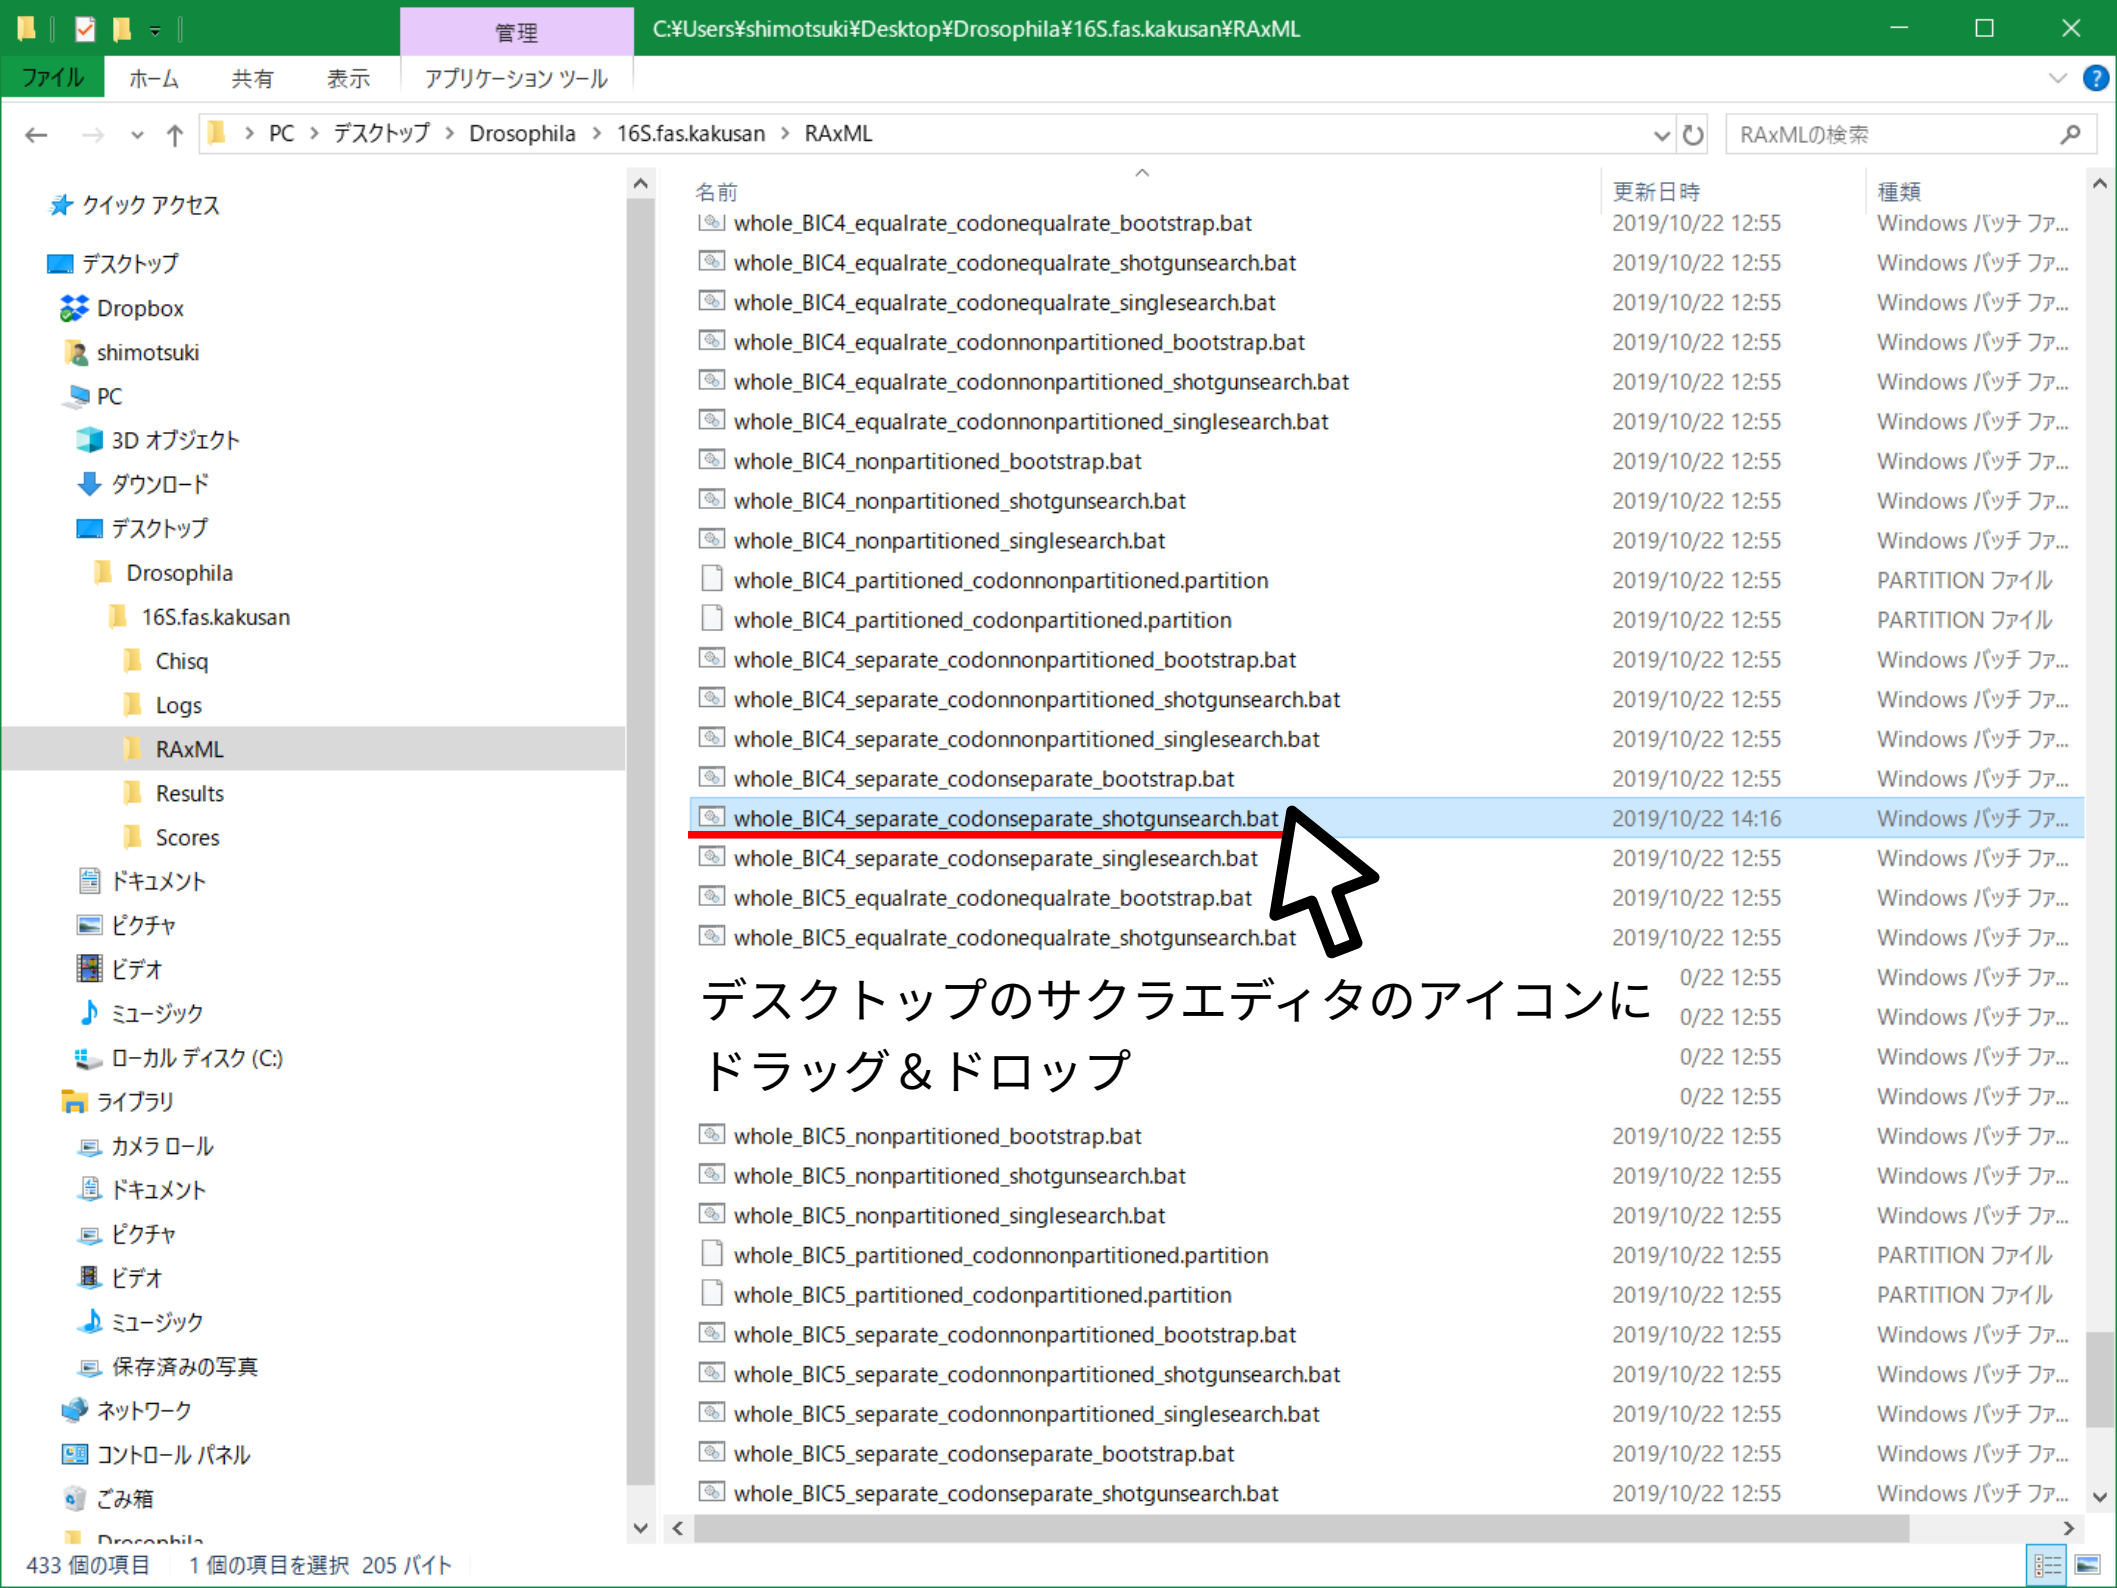 管理
C:¥Users¥shimotsuki¥Desktop¥Drosophila¥16S.fas.kakusan¥RAxML
ファイル ホーム 共有 表示 アプリケーション ツール
PC > デスクトップ > Drosophila > 16S.fas.kakusan > RAxML
RAxMLの検索
クイック アクセス
デスクトップ
Dropbox
shimotsuki
PC
3D オブジェクト
ダウンロード
デスクトップ
Drosophila
16S.fas.kakusan
Chisq
Logs
RAxML
Results
Scores
ドキュメント
ピクチャ
ビデオ
ミュージック
ローカル ディスク (C:)
ライブラリ
カメラ ロール
ドキュメント
ピクチャ
ビデオ
ミュージック
保存済みの写真
ネットワーク
コントロール パネル
ごみ箱
Drosophila
名前 更新日時 種類
whole_BIC4_equalrate_codonequalrate_bootstrap.bat 2019/10/22 12:55 Windows バッチ ファ...
whole_BIC4_equalrate_codonequalrate_shotgunsearch.bat 2019/10/22 12:55 Windows バッチ ファ...
whole_BIC4_equalrate_codonequalrate_singlesearch.bat 2019/10/22 12:55 Windows バッチ ファ...
whole_BIC4_equalrate_codonnonpartitioned_bootstrap.bat 2019/10/22 12:55 Windows バッチ ファ...
whole_BIC4_equalrate_codonnonpartitioned_shotgunsearch.bat 2019/10/22 12:55 Windows バッチ ファ...
whole_BIC4_equalrate_codonnonpartitioned_singlesearch.bat 2019/10/22 12:55 Windows バッチ ファ...
whole_BIC4_nonpartitioned_bootstrap.bat 2019/10/22 12:55 Windows バッチ ファ...
whole_BIC4_nonpartitioned_shotgunsearch.bat 2019/10/22 12:55 Windows バッチ ファ...
whole_BIC4_nonpartitioned_singlesearch.bat 2019/10/22 12:55 Windows バッチ ファ...
whole_BIC4_partitioned_codonnonpartitioned.partition 2019/10/22 12:55 PARTITION ファイル
whole_BIC4_partitioned_codonpartitioned.partition 2019/10/22 12:55 PARTITION ファイル
whole_BIC4_separate_codonnonpartitioned_bootstrap.bat 2019/10/22 12:55 Windows バッチ ファ...
whole_BIC4_separate_codonnonpartitioned_shotgunsearch.bat 2019/10/22 12:55 Windows バッチ ファ...
whole_BIC4_separate_codonnonpartitioned_singlesearch.bat 2019/10/22 12:55 Windows バッチ ファ...
whole_BIC4_separate_codonseparate_bootstrap.bat 2019/10/22 12:55 Windows バッチ ファ...
whole_BIC4_separate_codonseparate_shotgunsearch.bat 2019/10/22 14:16 Windows バッチ ファ...
whole_BIC4_separate_codonseparate_singlesearch.bat 2019/10/22 12:55 Windows バッチ ファ...
whole_BIC5_equalrate_codonequalrate_bootstrap.bat 2019/10/22 12:55 Windows バッチ ファ...
whole_BIC5_equalrate_codonequalrate_shotgunsearch.bat 2019/10/22 12:55 Windows バッチ ファ...
0/22 12:55 Windows バッチ ファ...
デスクトップのサクラエディタのアイコンに
0/22 12:55 Windows バッチ ファ...
0/22 12:55 Windows バッチ ファ...
ドラッグ＆ドロップ
0/22 12:55 Windows バッチ ファ...
whole_BIC5_nonpartitioned_bootstrap.bat 2019/10/22 12:55 Windows バッチ ファ...
whole_BIC5_nonpartitioned_shotgunsearch.bat 2019/10/22 12:55 Windows バッチ ファ...
whole_BIC5_nonpartitioned_singlesearch.bat 2019/10/22 12:55 Windows バッチ ファ...
whole_BIC5_partitioned_codonnonpartitioned.partition 2019/10/22 12:55 PARTITION ファイル
whole_BIC5_partitioned_codonpartitioned.partition 2019/10/22 12:55 PARTITION ファイル
whole_BIC5_separate_codonnonpartitioned_bootstrap.bat 2019/10/22 12:55 Windows バッチ ファ...
whole_BIC5_separate_codonnonpartitioned_shotgunsearch.bat 2019/10/22 12:55 Windows バッチ ファ...
whole_BIC5_separate_codonnonpartitioned_singlesearch.bat 2019/10/22 12:55 Windows バッチ ファ...
whole_BIC5_separate_codonseparate_bootstrap.bat 2019/10/22 12:55 Windows バッチ ファ...
whole_BIC5_separate_codonseparate_shotgunsearch.bat 2019/10/22 12:55 Windows バッチ ファ...
433 個の項目 1 個の項目を選択 205 バイト